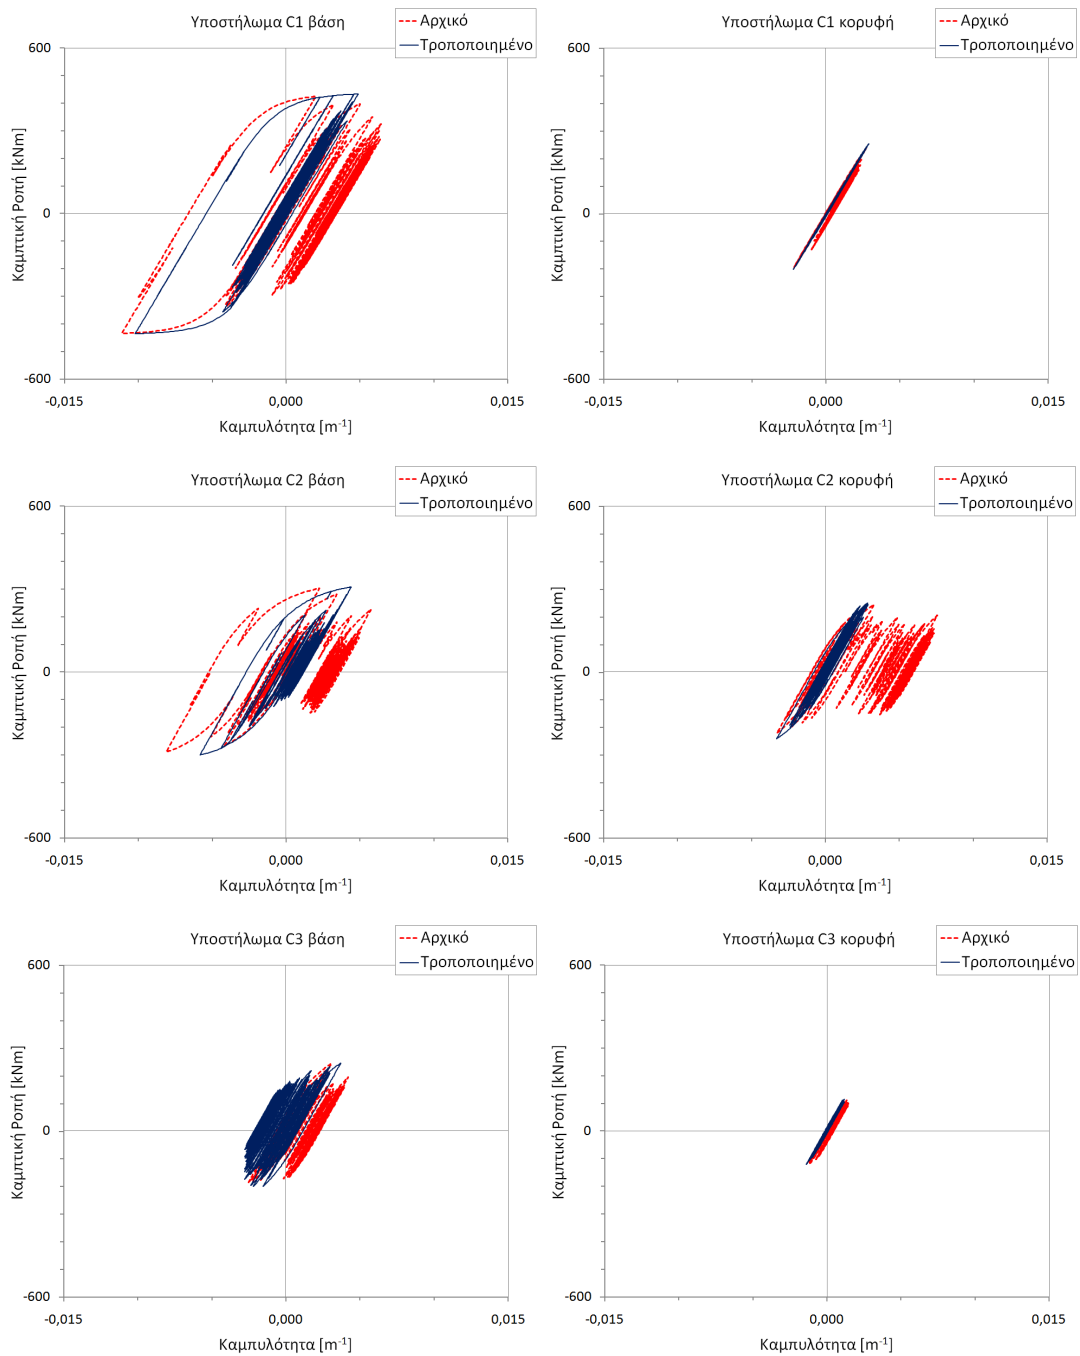 Υποστήλωμα C1 βάση
Αρχικό
Τροποποιημένο
600
0
-600
-0,015
0,000
0,015
Καμπτική Ροπή [kNm]
Καμπυλότητα [m⁻¹]
Υποστήλωμα C1 κορυφή
Αρχικό
Τροποποιημένο
600
0
-600
-0,015
0,000
0,015
Καμπτική Ροπή [kNm]
Καμπυλότητα [m⁻¹]
Υποστήλωμα C2 βάση
Αρχικό
Τροποποιημένο
600
0
-600
-0,015
0,000
0,015
Καμπτική Ροπή [kNm]
Καμπυλότητα [m⁻¹]
Υποστήλωμα C2 κορυφή
Αρχικό
Τροποποιημένο
600
0
-600
-0,015
0,000
0,015
Καμπτική Ροπή [kNm]
Καμπυλότητα [m⁻¹]
Υποστήλωμα C3 βάση
Αρχικό
Τροποποιημένο
600
0
-600
-0,015
0,000
0,015
Καμπτική Ροπή [kNm]
Καμπυλότητα [m⁻¹]
Υποστήλωμα C3 κορυφή
Αρχικό
Τροποποιημένο
600
0
-600
-0,015
0,000
0,015
Καμπτική Ροπή [kNm]
Καμπυλότητα [m⁻¹]